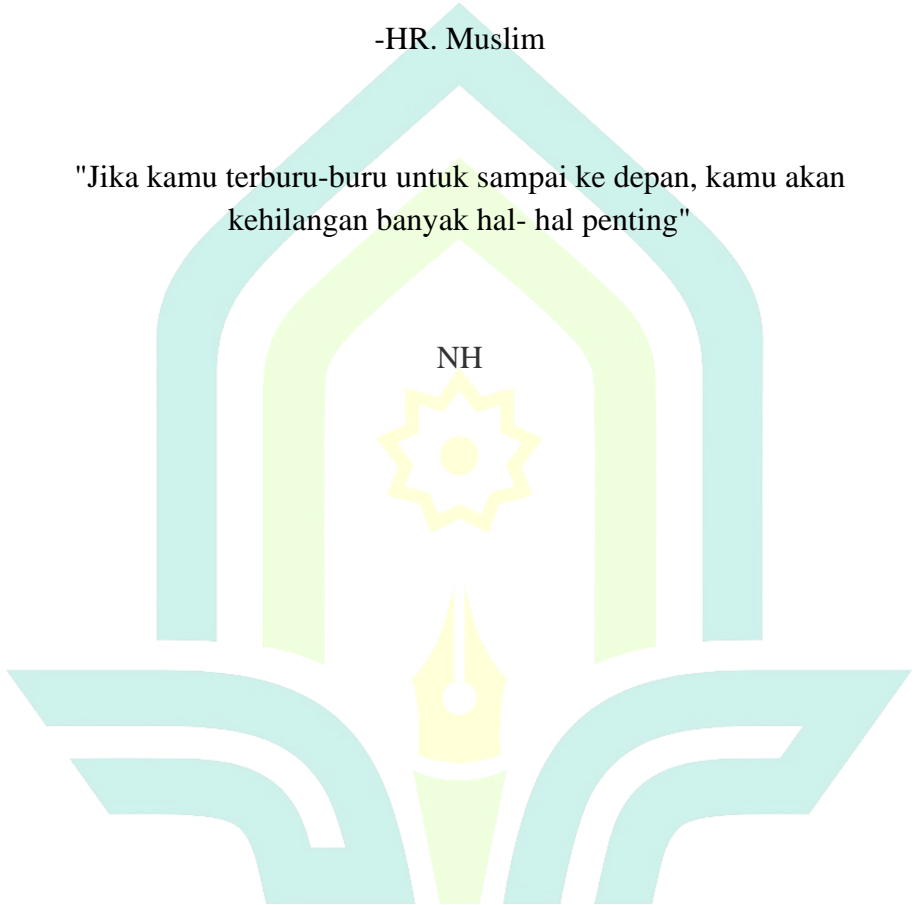 -HR. Muslim
"Jika kamu terburu-buru untuk sampai ke depan, kamu akan
kehilangan banyak hal- hal penting"
NH